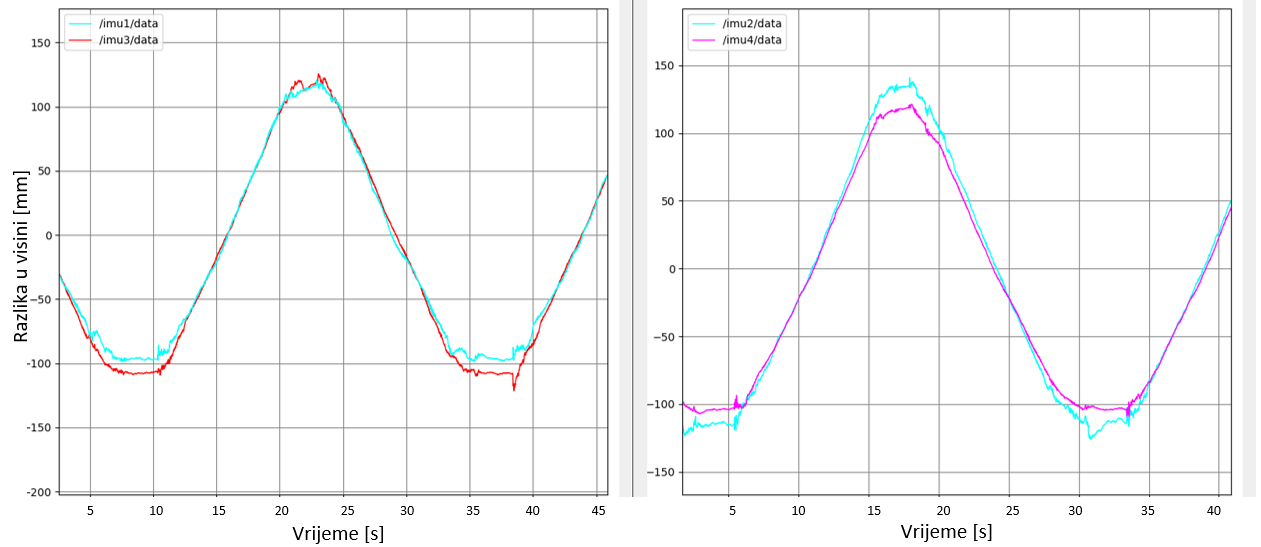 /imu1/data
/imu3/data
150
100
50
0
−50
−100
−150
-200
Razlika u visini [mm]
5 10 15 20 25 30 35 40 45
Vrijeme [s]
/imu2/data
/imu4/data
150
100
50
0
−50
−100
−150
5 10 15 20 25 30 35 40
Vrijeme [s]